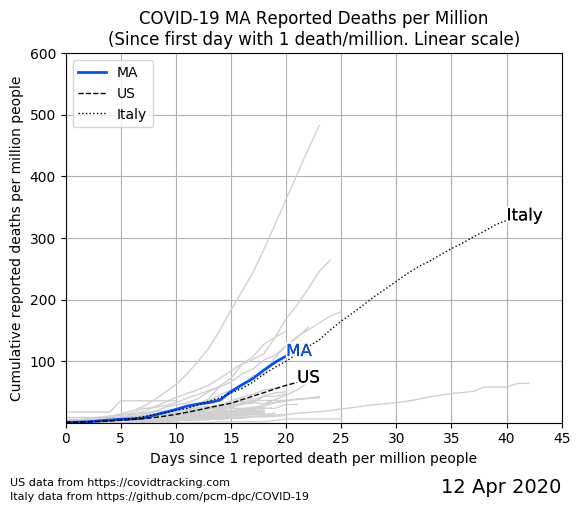 COVID-19 MA Reported Deaths per Million
(Since first day with 1 death/million. Linear scale)
Cumulative reported deaths per million people
600
500
400
300
200
100
MA
US
Italy
Italy
MA
US
0 5 10 15 20 25 30 35 40 45
Days since 1 reported death per million people
US data from https://covidtracking.com
Italy data from https://github.com/pcm-dpc/COVID-19
12 Apr 2020